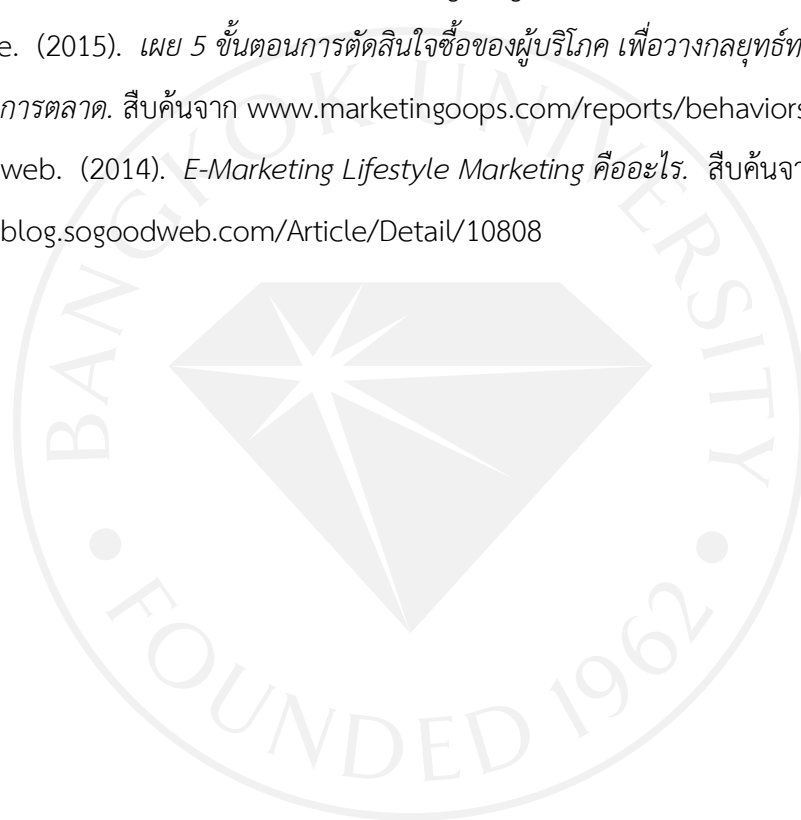 e. (2015). เผย 5 ขั้นตอนการตัดสินใจซื้อของผู้บริโภค เพื่อวางกลยุทธ์ท
การตลาด. สืบค้นจาก www.marketingoops.com/reports/behaviors
web. (2014). E-Marketing Lifestyle Marketing คืออะไร. สืบค้นจา
blog.sogoodweb.com/Article/Detail/10808
BANGKOK UNIVERSITY
FOUNDED 1962